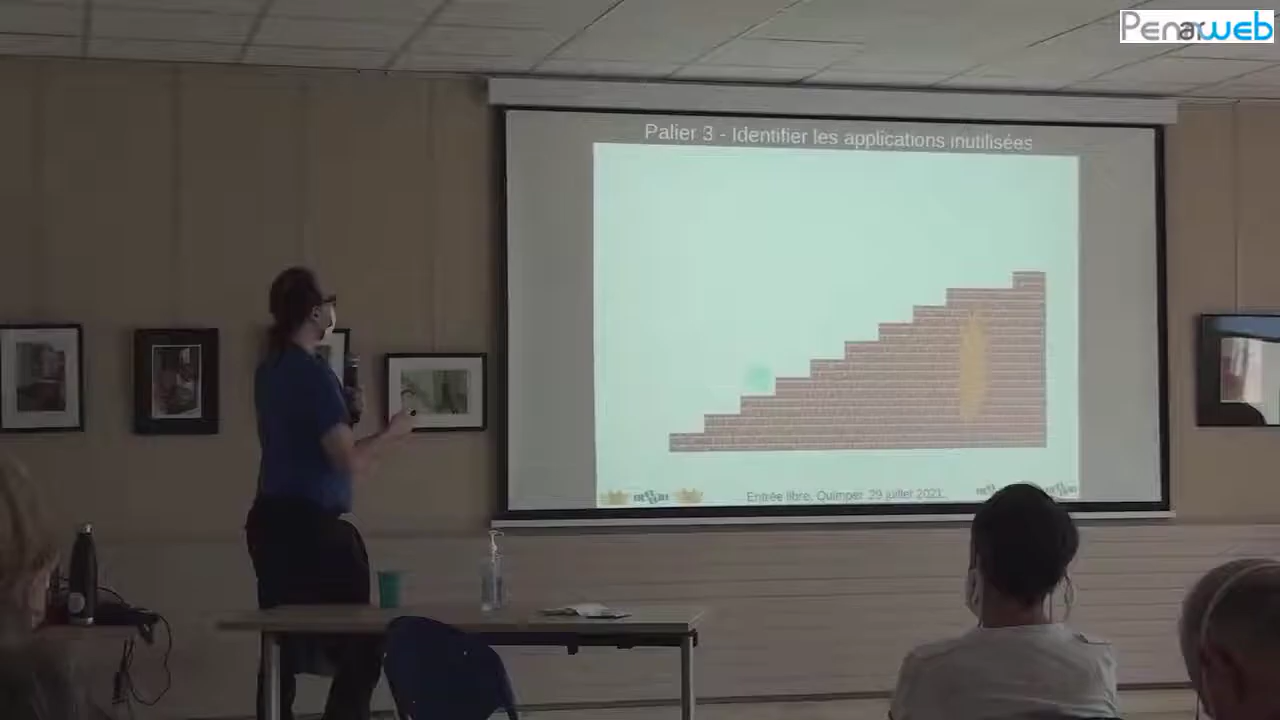 Penarweb
Palier 3 - Identifier les applications inutilisées
Entrée libre, Quimper 29 juillet 2021